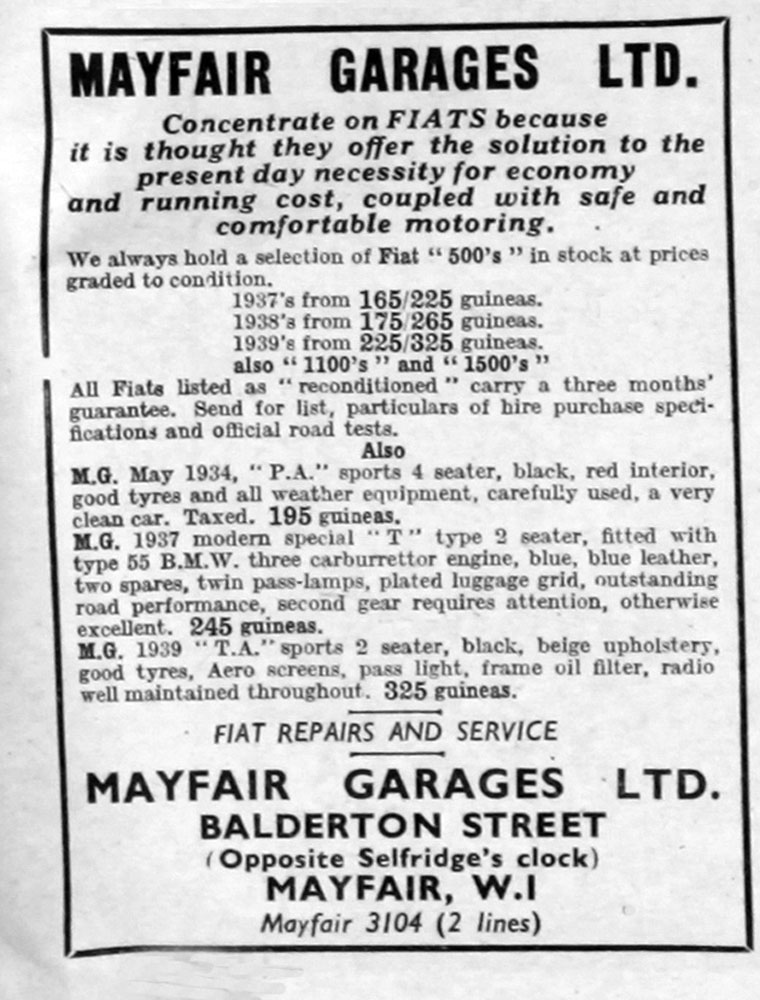 MAYFAIR GARAGES LTD.
Concentrate on FIATS because
it is thought they offer the solution to the
present day necessity for economy
and running cost, coupled with safe and
comfortable motoring.
We always hold a selection of Fiat “ 500's ” in stock at prices
graded to condition.
1937's from 165/225 guineas.
1938's from 175/265 guineas.
1939's from 225/325 guineas.
also “ 1100's ” and “ 1500's ”
All Fiats listed as “ reconditioned ” carry a three months'
guarantee. Send for list, particulars of hire purchase speci-
fications and official road tests.
Also
M.G. May 1934, “ P.A.” sports 4 seater, black, red interior,
good tyres and all weather equipment, carefully used, a very
clean car. Taxed. 195 guineas.
M.G. 1937 modern special “ T ” type 2 seater, fitted with
type 55 B.M.W. three carburrettor engine, blue, blue leather,
two spares, twin pass-lamps, plated luggage grid, outstanding
road performance, second gear requires attention, otherwise
excellent. 245 guineas.
M.G. 1939 “ T.A.” sports 2 seater, black, beige upholstery,
good tyres, Aero screens, pass light, frame oil filter, radio
well maintained throughout. 325 guineas.
FIAT REPAIRS AND SERVICE
MAYFAIR GARAGES LTD.
BALDERTON STREET
(Opposite Selfridge's clock)
MAYFAIR, W.I
Mayfair 3104 (2 lines)